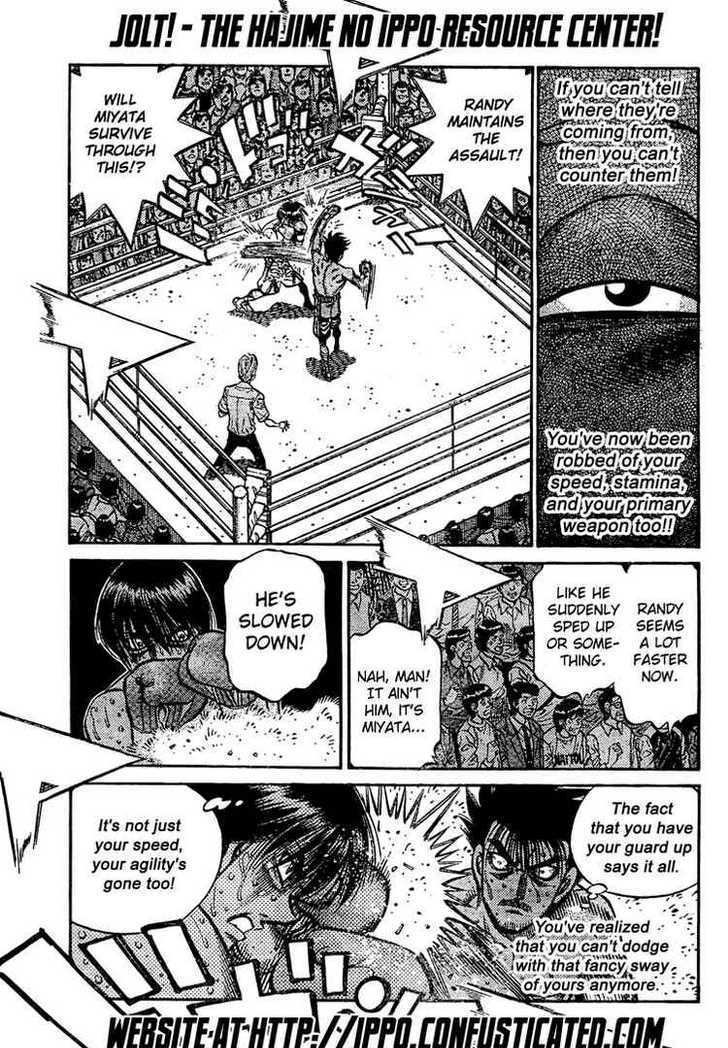 JOLT! - THE HAJIME NO IPPO RESOURCE CENTER!
If you can't tell
where they're
coming from,
then you can't
counter them!
You've now been
robbed of your
speed, stamina,
and your primary
weapon too!!
RANDY
MAINTAINS
THE
ASSAULT!
WILL
MIYATA
SURVIVE
THROUGH
THIS!?
RANDY
SEEMS
A LOT
FASTER
NOW.
LIKE HE
SUDDENLY
SPED UP
OR SOME-
THING.
NAH, MAN!
IT AIN'T
HIM, IT'S
MIYATA...
HE'S
SLOWED
DOWN!
The fact
that you have
your guard up
says it all.
You've realized
that you can't dodge
with that fancy sway
of yours anymore.
It's not just
your speed,
your agility's
gone too!
WEBSITE AT HTTP://IPPO.CONFUSTICATED.COM